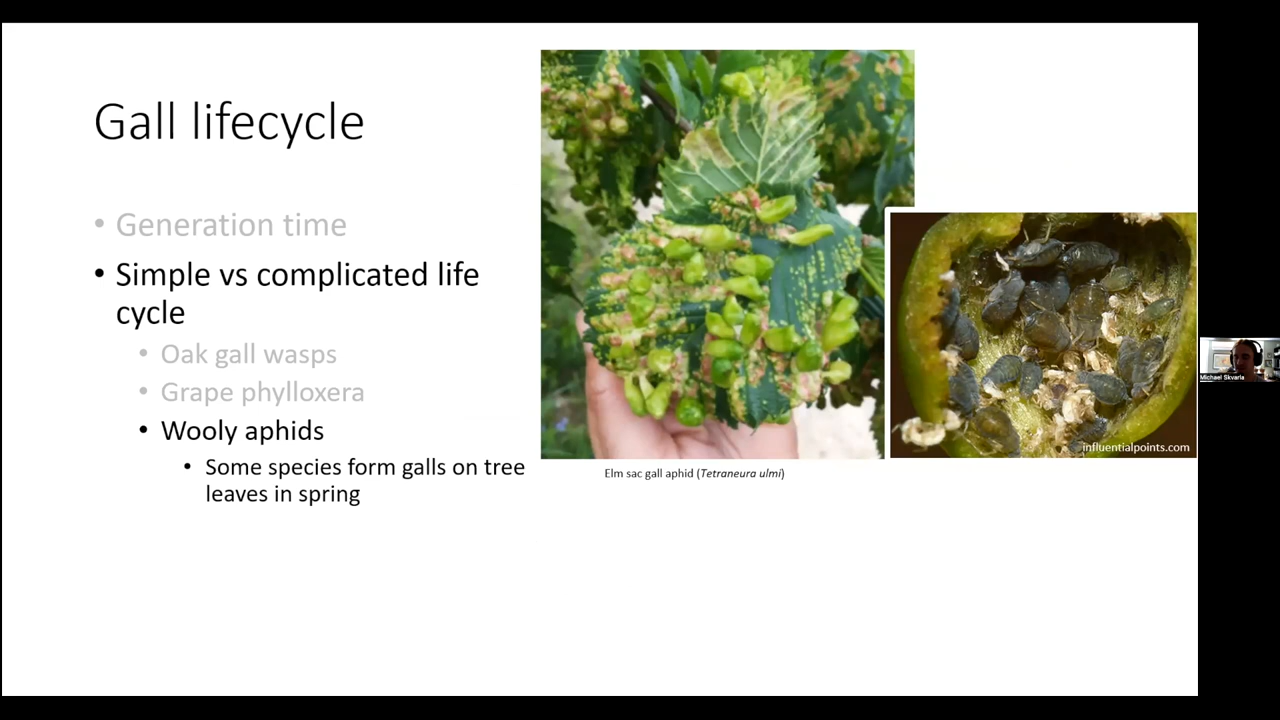 Gall lifecycle
• Generation time
• Simple vs complicated life
cycle
• Oak gall wasps
• Grape phylloxera
• Wooly aphids
• Some species form galls on tree
leaves in spring
Elm sac gall aphid (Tetraneura ulmi)
influentialpoints.com
Michael Skvarla